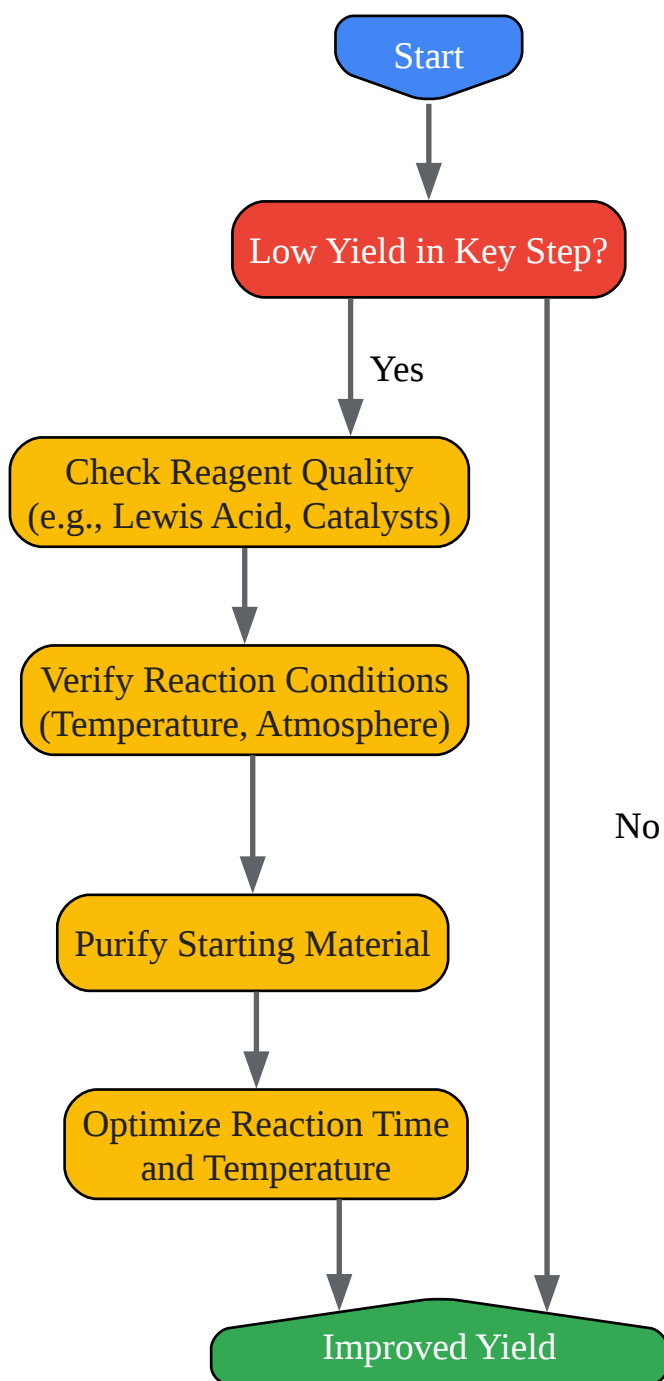 Start
Low Yield in Key Step?
Yes
Check Reagent Quality
(e.g., Lewis Acid, Catalysts)
Verify Reaction Conditions
(Temperature, Atmosphere)
No
Purify Starting Material
Optimize Reaction Time
and Temperature
Improved Yield